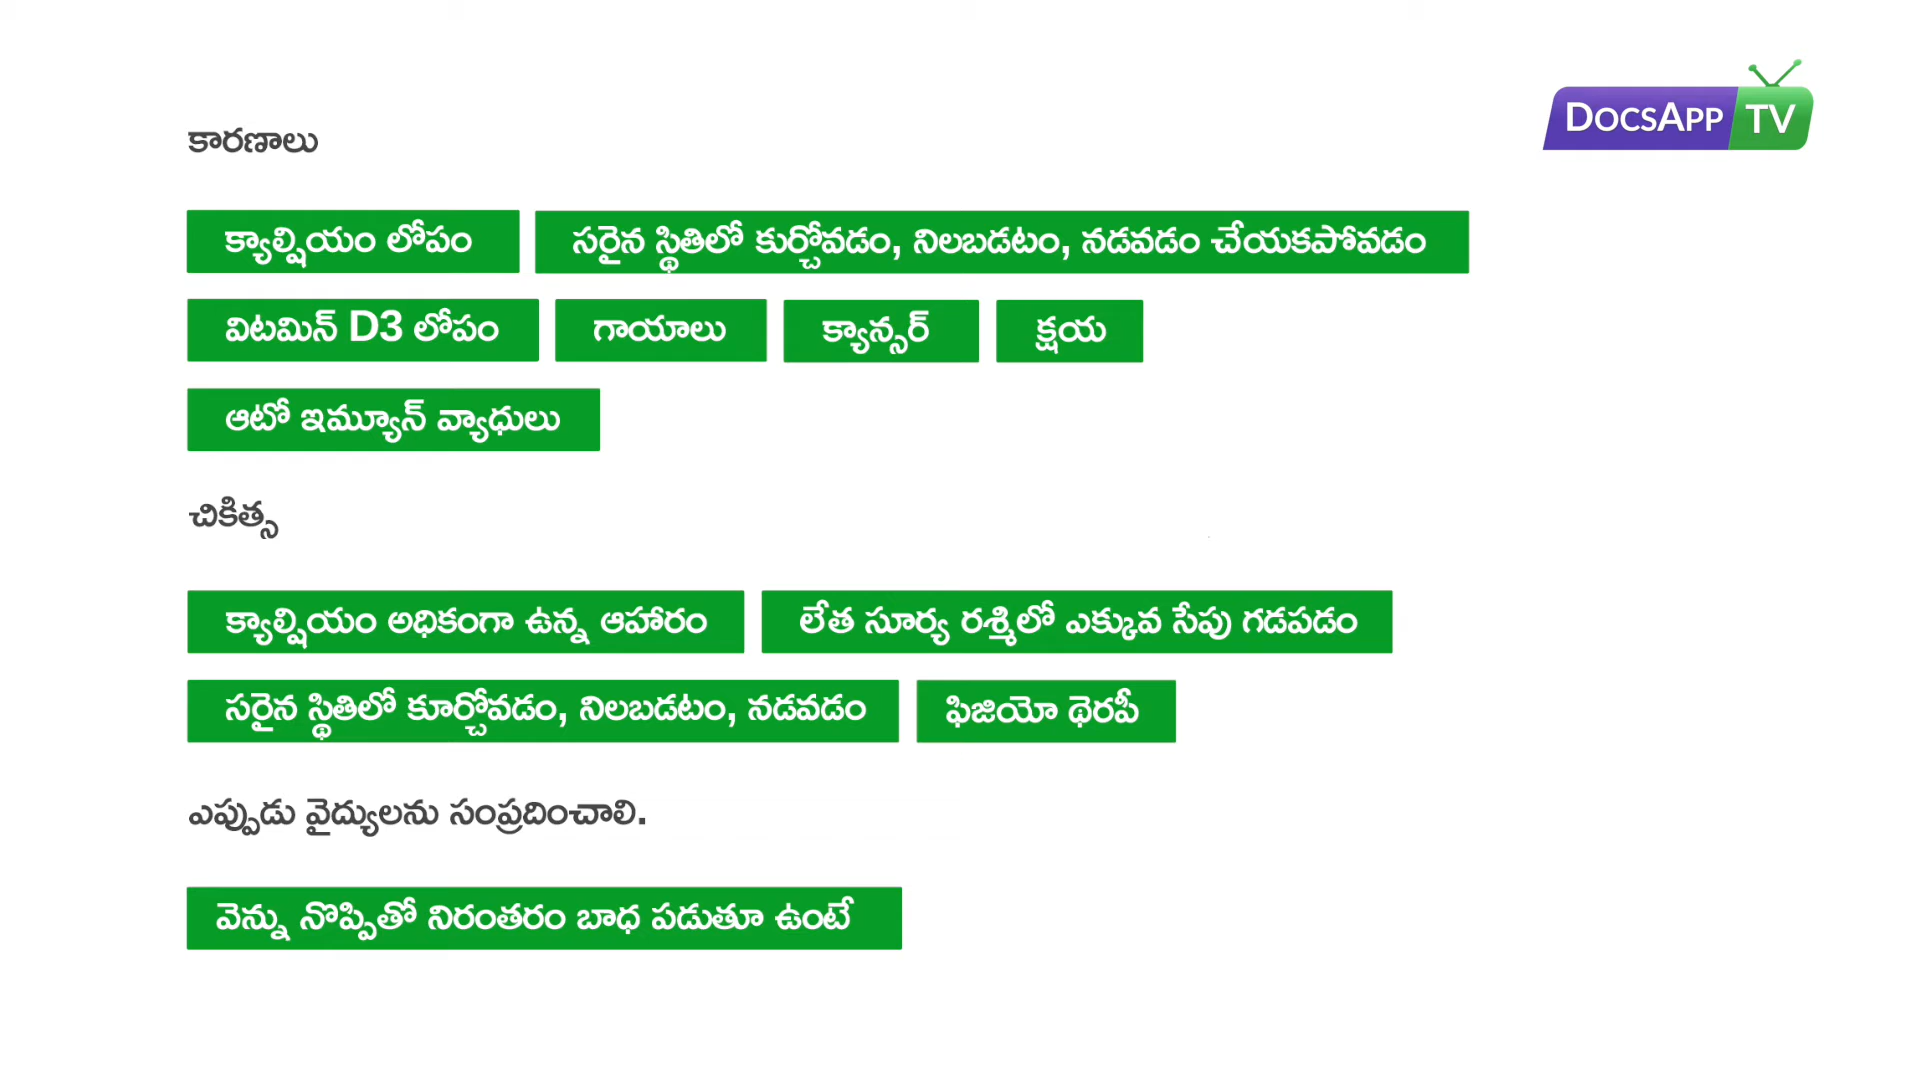 DOCSAPP TV
కారణాలు
క్యాల్షియం లోపం సరైన స్థితిలో కుర్చోవడం, నిలబడటం, నడవడం చేయకపోవడం
విటమిన్ D3 లోపం గాయాలు క్యాన్సర్ క్షయ
ఆటో ఇమ్యూన్ వ్యాధులు
చికిత్స
క్యాల్షియం అధికంగా ఉన్న ఆహారం లేత సూర్య రశ్మిలో ఎక్కువ సేపు గడపడం
సరైన స్థితిలో కూర్చోవడం, నిలబడటం, నడవడం ఫిజియో థెరపీ
ఎప్పుడు వైద్యులను సంప్రదించాలి.
వెన్ను నొప్పితో నిరంతరం బాధ పడుతూ ఉంటే